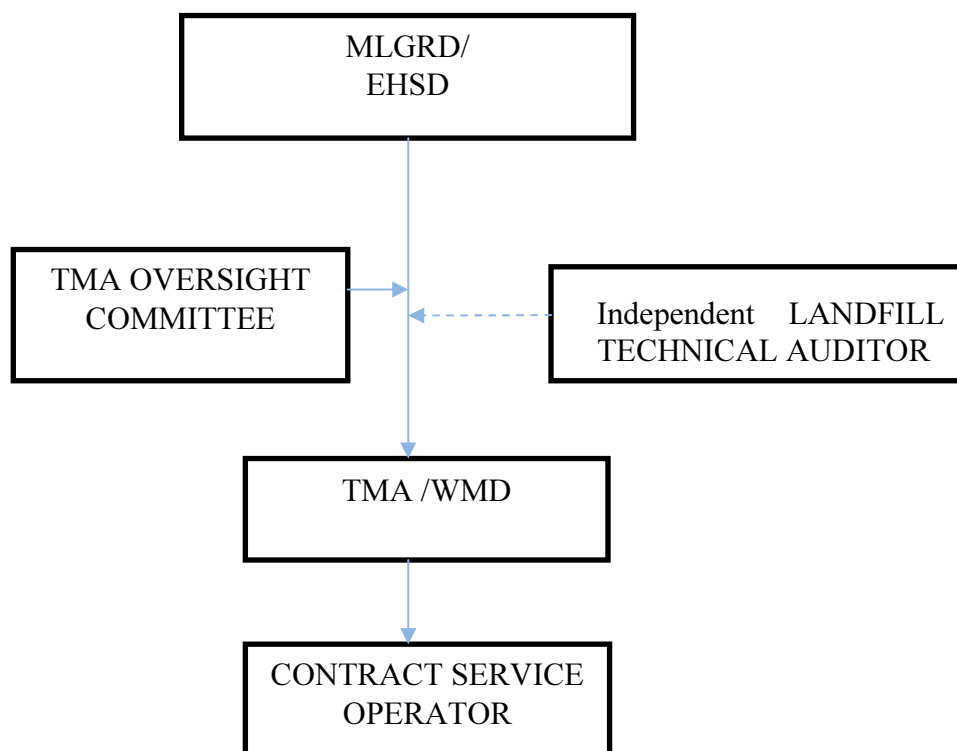 MLGRD/
EHSD
TMA OVERSIGHT
COMMITTEE
Independent LANDFILL
TECHNICAL AUDITOR
TMA /WMD
CONTRACT SERVICE
OPERATOR